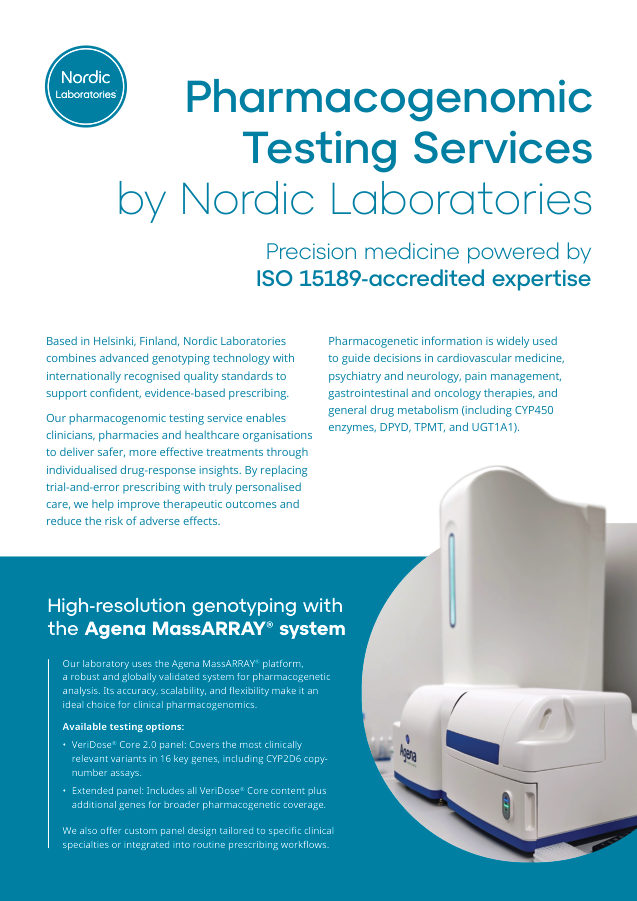 Nordic
Laboratories
Pharmacogenomic
Testing Services
by Nordic Laboratories
Precision medicine powered by
ISO 15189-accredited expertise
Based in Helsinki, Finland, Nordic Laboratories
combines advanced genotyping technology with
internationally recognised quality standards to
support confident, evidence-based prescribing.
Our pharmacogenomic testing service enables
clinicians, pharmacies and healthcare organisations
to deliver safer, more effective treatments through
individualised drug-response insights. By replacing
trial-and-error prescribing with truly personalised
care, we help improve therapeutic outcomes and
reduce the risk of adverse effects.
Pharmacogenetic information is widely used
to guide decisions in cardiovascular medicine,
psychiatry and neurology, pain management,
gastrointestinal and oncology therapies, and
general drug metabolism (including CYP450
enzymes, DPYD, TPMT, and UGT1A1).
High-resolution genotyping with
the Agena MassARRAY® system
Our laboratory uses the Agena MassARRAY® platform,
a robust and globally validated system for pharmacogenetic
analysis. Its accuracy, scalability, and flexibility make it an
ideal choice for clinical pharmacogenomics.
Available testing options:
• VeriDose® Core 2.0 panel: Covers the most clinically
relevant variants in 16 key genes, including CYP2D6 copy-
number assays.
• Extended panel: Includes all VeriDose® Core content plus
additional genes for broader pharmacogenetic coverage.
We also offer custom panel design tailored to specific clinical
specialties or integrated into routine prescribing workflows.
Agena